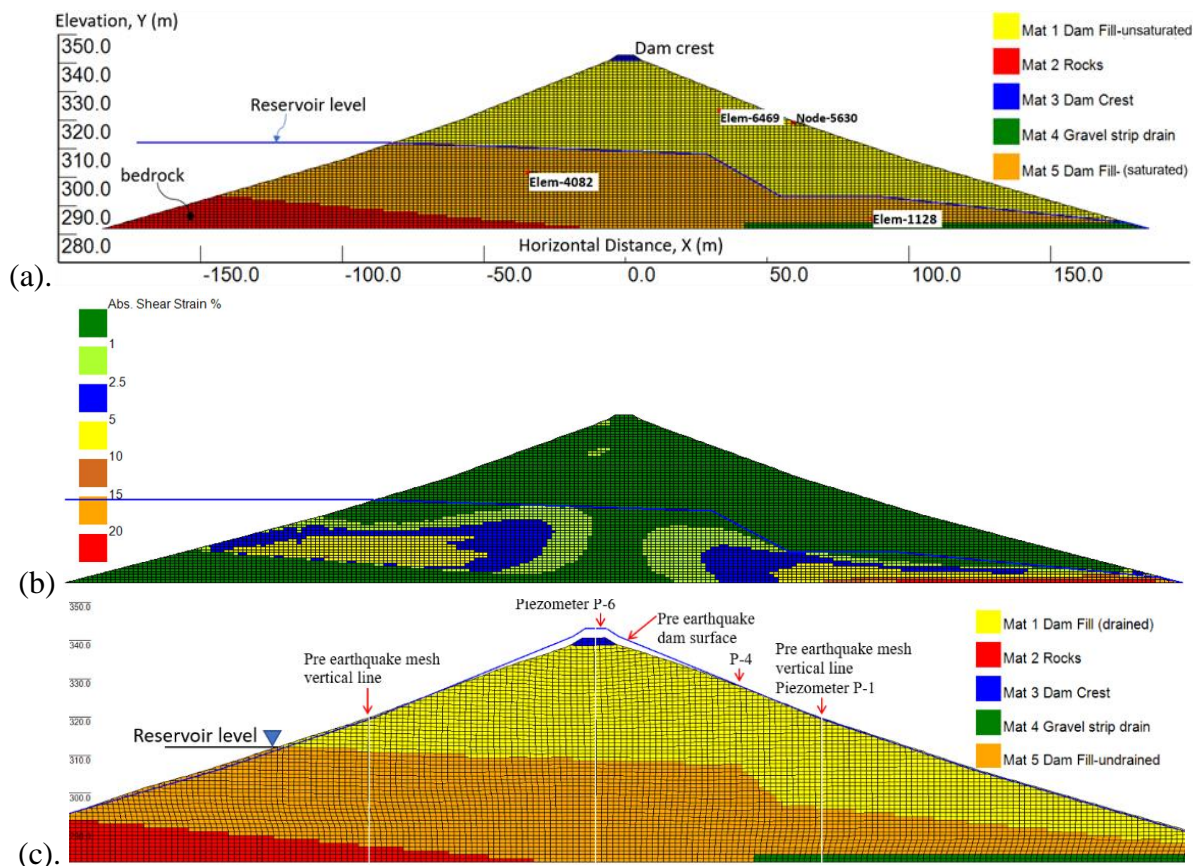 Elevation, Y (m)
350.0
340.0
330.0
320.0
310.0
300.0
290.0
280.0
Dam crest
Reservoir level
bedrock
Elem-6469
Node-5630
Elem-4082
Elem-1128
Mat 1 Dam Fill-unsaturated
Mat 2 Rocks
Mat 3 Dam Crest
Mat 4 Gravel strip drain
Mat 5 Dam Fill- (saturated)
Horizontal Distance, X (m)
-150.0 -100.0 -50.0 0.0 50.0 100.0 150.0
(a).
Abs. Shear Strain %
1
2.5
5
10
15
20
(b)
350.0
340.0
330.0
320.0
310.0
300.0
Piezometer P-6
Pre earthquake
dam surface
Pre earthquake mesh
vertical line
P-4
Pre earthquake mesh
vertical line
Piezometer P-1
Reservoir level
Mat 1 Dam Fill (drained)
Mat 2 Rocks
Mat 3 Dam Crest
Mat 4 Gravel strip drain
Mat 5 Dam Fill-undrained
(c).